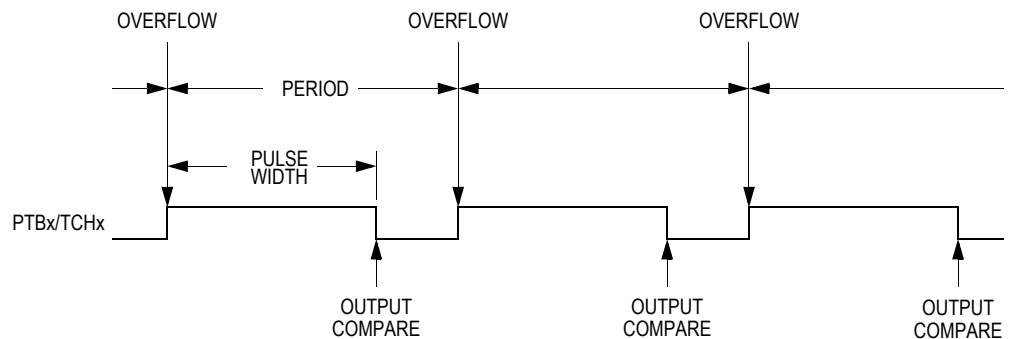 OVERFLOW
OVERFLOW
OVERFLOW
PERIOD
PULSE
WIDTH
PTBx/TCHx
OUTPUT
COMPARE
OUTPUT
COMPARE
OUTPUT
COMPARE